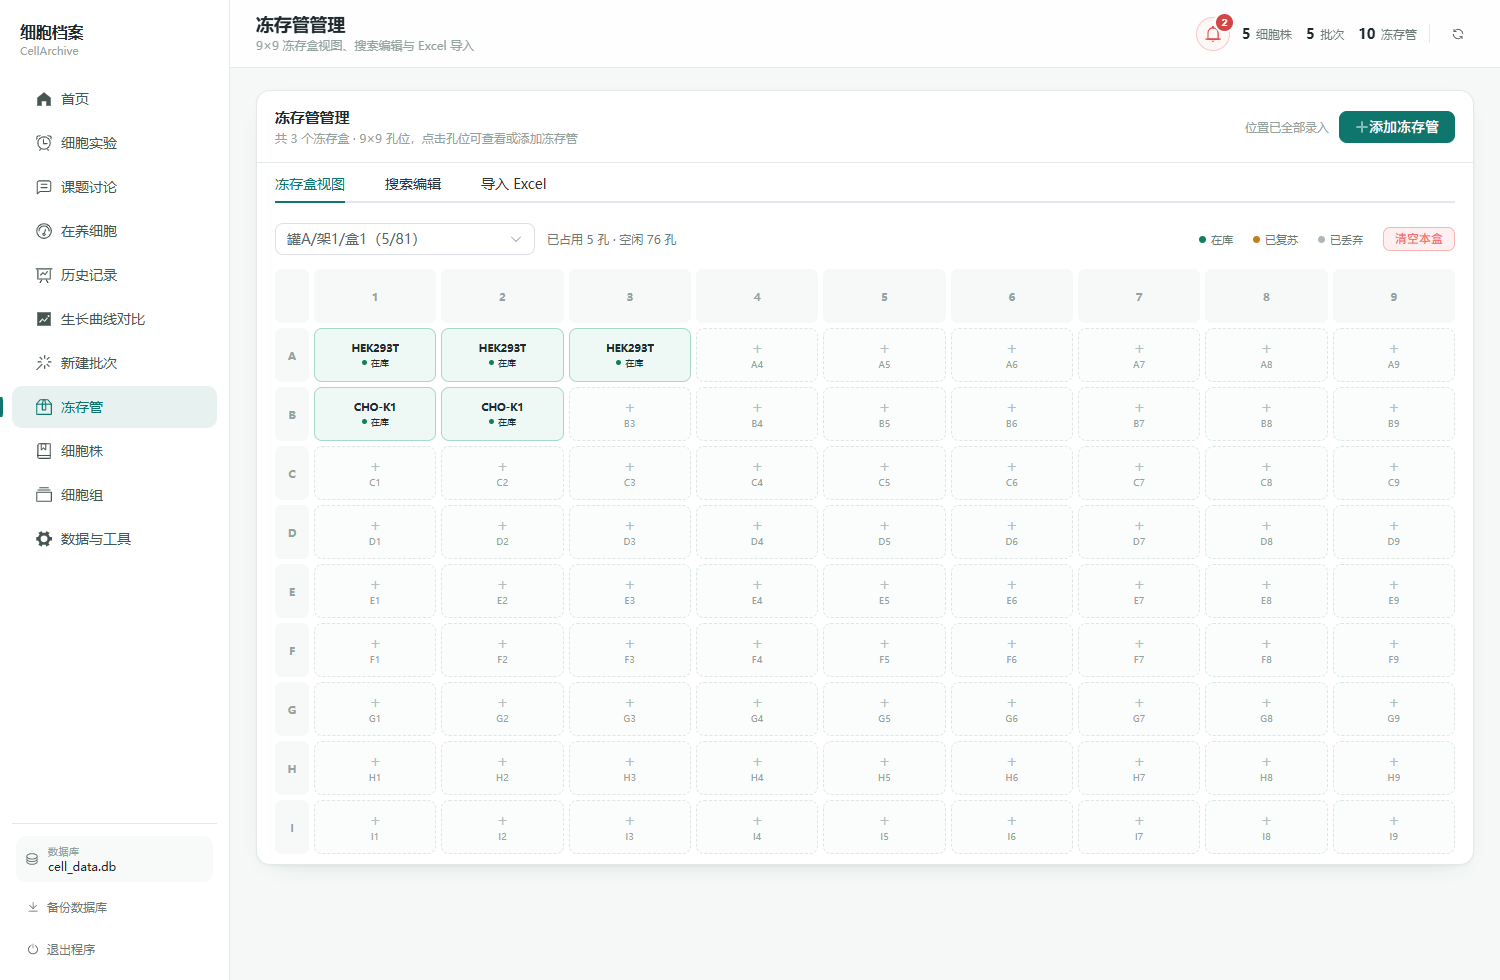 细胞档案
CellArchive
首页
细胞实验
课题讨论
在养细胞
历史记录
生长曲线对比
新建批次
冻存管
细胞株
细胞组
数据与工具
数据库
cell_data.db
备份数据库
退出程序
冻存管管理
9×9 冻存盒视图、搜索编辑与 Excel 导入
2
5 细胞株 5 批次 10 冻存管
冻存管管理
共 3 个冻存盒 · 9×9 孔位，点击孔位可查看或添加冻存管
位置已全部录入
+添加冻存管
冻存盒视图 搜索编辑 导入 Excel
罐A/架1/盒1（5/81） 已占用 5 孔 · 空闲 76 孔
在库 已复苏 已丢弃 清空本盒
1 2 3 4 5 6 7 8 9
A
HEK293T HEK293T HEK293T + + + + + +
在库 在库 在库 A4 A5 A6 A7 A8 A9
B
CHO-K1 CHO-K1 + + + + + + +
在库 在库 B3 B4 B5 B6 B7 B8 B9
C
+ + + + + + + + +
C1 C2 C3 C4 C5 C6 C7 C8 C9
D
+ + + + + + + + +
D1 D2 D3 D4 D5 D6 D7 D8 D9
E
+ + + + + + + + +
E1 E2 E3 E4 E5 E6 E7 E8 E9
F
+ + + + + + + + +
F1 F2 F3 F4 F5 F6 F7 F8 F9
G
+ + + + + + + + +
G1 G2 G3 G4 G5 G6 G7 G8 G9
H
+ + + + + + + + +
H1 H2 H3 H4 H5 H6 H7 H8 H9
I
+ + + + + + + + +
I1 I2 I3 I4 I5 I6 I7 I8 I9